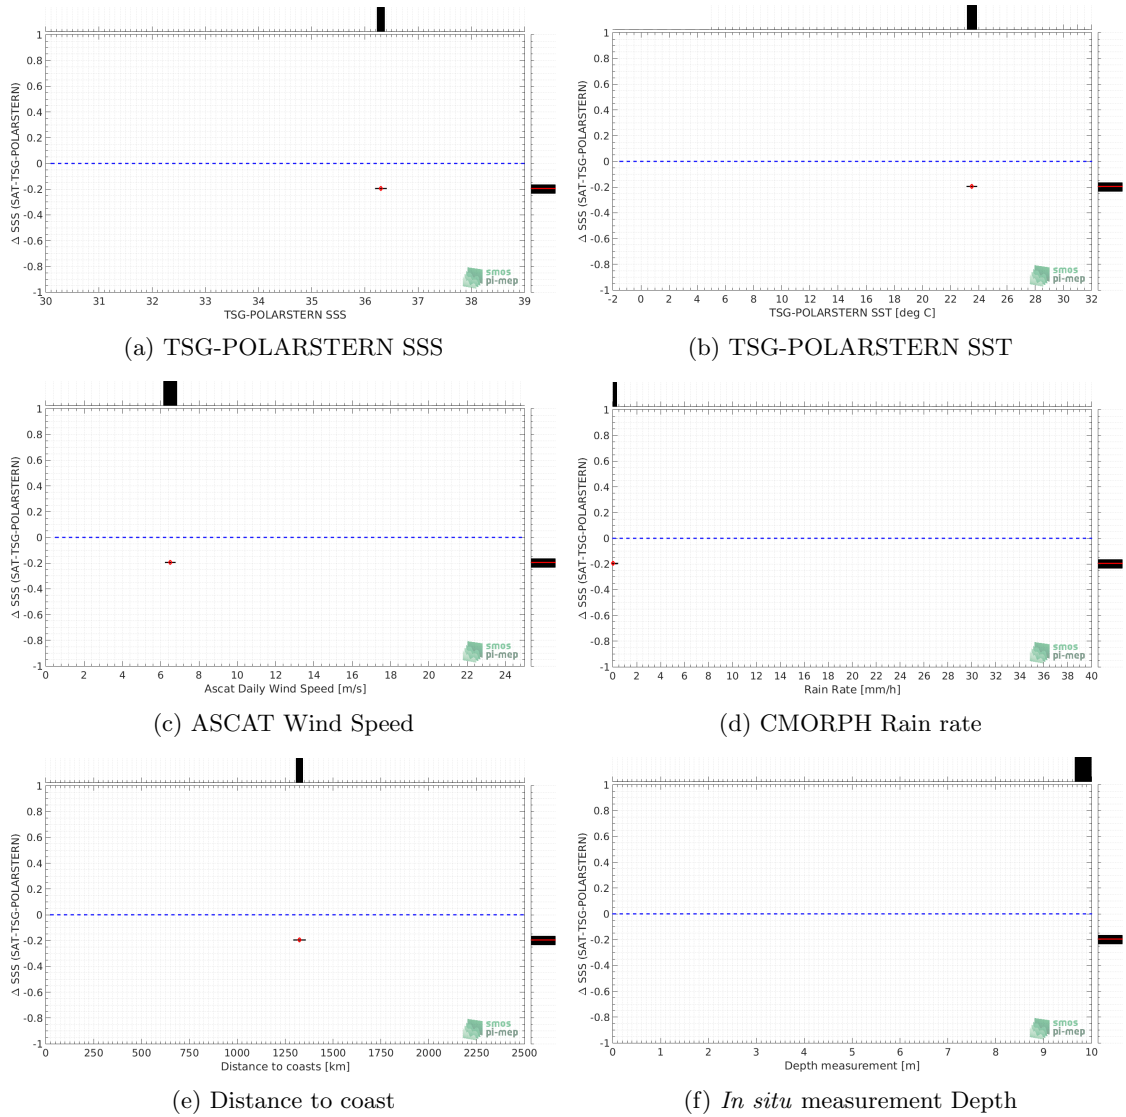 1
0.8
0.6
0.4
0.2
0
-0.2
-0.4
-0.6
-0.8
-1
Δ SSS (SAT-TSG-POLARSTERN)
smos
pi-mep
30 31 32 33 34 35 36 37 38 39
TSG-POLARSTERN SSS
(a) TSG-POLARSTERN SSS
1
0.8
0.6
0.4
0.2
0
-0.2
-0.4
-0.6
-0.8
-1
Δ SSS (SAT-TSG-POLARSTERN)
smos
pi-mep
-2 0 2 4 6 8 10 12 14 16 18 20 22 24 26 28 30 32
TSG-POLARSTERN SST [deg C]
(b) TSG-POLARSTERN SST
1
0.8
0.6
0.4
0.2
0
-0.2
-0.4
-0.6
-0.8
-1
Δ SSS (SAT-TSG-POLARSTERN)
smos
pi-mep
0 2 4 6 8 10 12 14 16 18 20 22 24
Ascat Daily Wind Speed [m/s]
(c) ASCAT Wind Speed
1
0.8
0.6
0.4
0.2
0
-0.2
-0.4
-0.6
-0.8
-1
Δ SSS (SAT-TSG-POLARSTERN)
smos
pi-mep
0 2 4 6 8 10 12 14 16 18 20 22 24 26 28 30 32 34 36 38 40
Rain Rate [mm/h]
(d) CMORPH Rain rate
1
0.8
0.6
0.4
0.2
0
-0.2
-0.4
-0.6
-0.8
-1
Δ SSS (SAT-TSG-POLARSTERN)
smos
pi-mep
0 250 500 750 1000 1250 1500 1750 2000 2250 2500
Distance to coasts [km]
(e) Distance to coast
1
0.8
0.6
0.4
0.2
0
-0.2
-0.4
-0.6
-0.8
-1
Δ SSS (SAT-TSG-POLARSTERN)
smos
pi-mep
0 1 2 3 4 5 6 7 8 9 10
Depth measurement [m]
(f) In situ measurement Depth